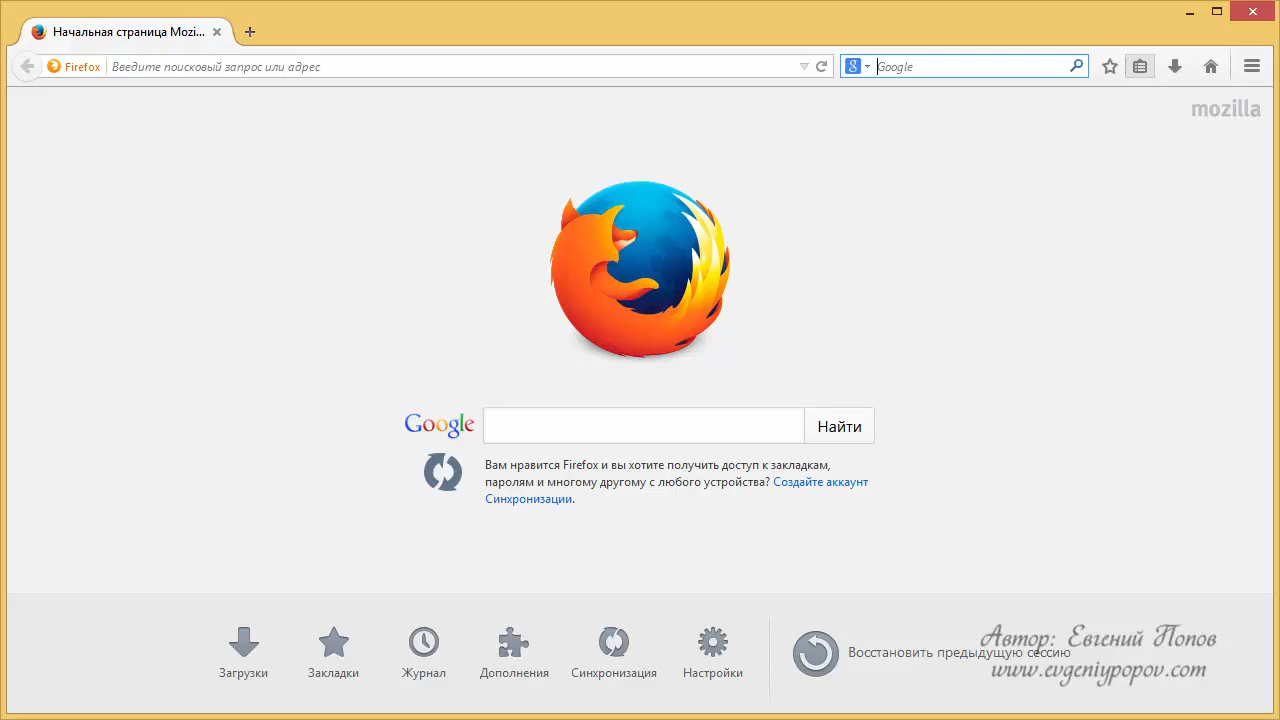 Начальная страница Mozi...
Firefox
Введите поисковый запрос или адрес
Google
mozilla
Google
Найти
Вам нравится Firefox и вы хотите получить доступ к закладкам,
паролям и многому другому с любого устройства? Создайте аккаунт
Синхронизации.
Загрузки
Закладки
Журнал
Дополнения
Синхронизация
Настройки
Восстановить предыдущую сессию
Автор: Евгений Попов
www.evgeniypopov.com